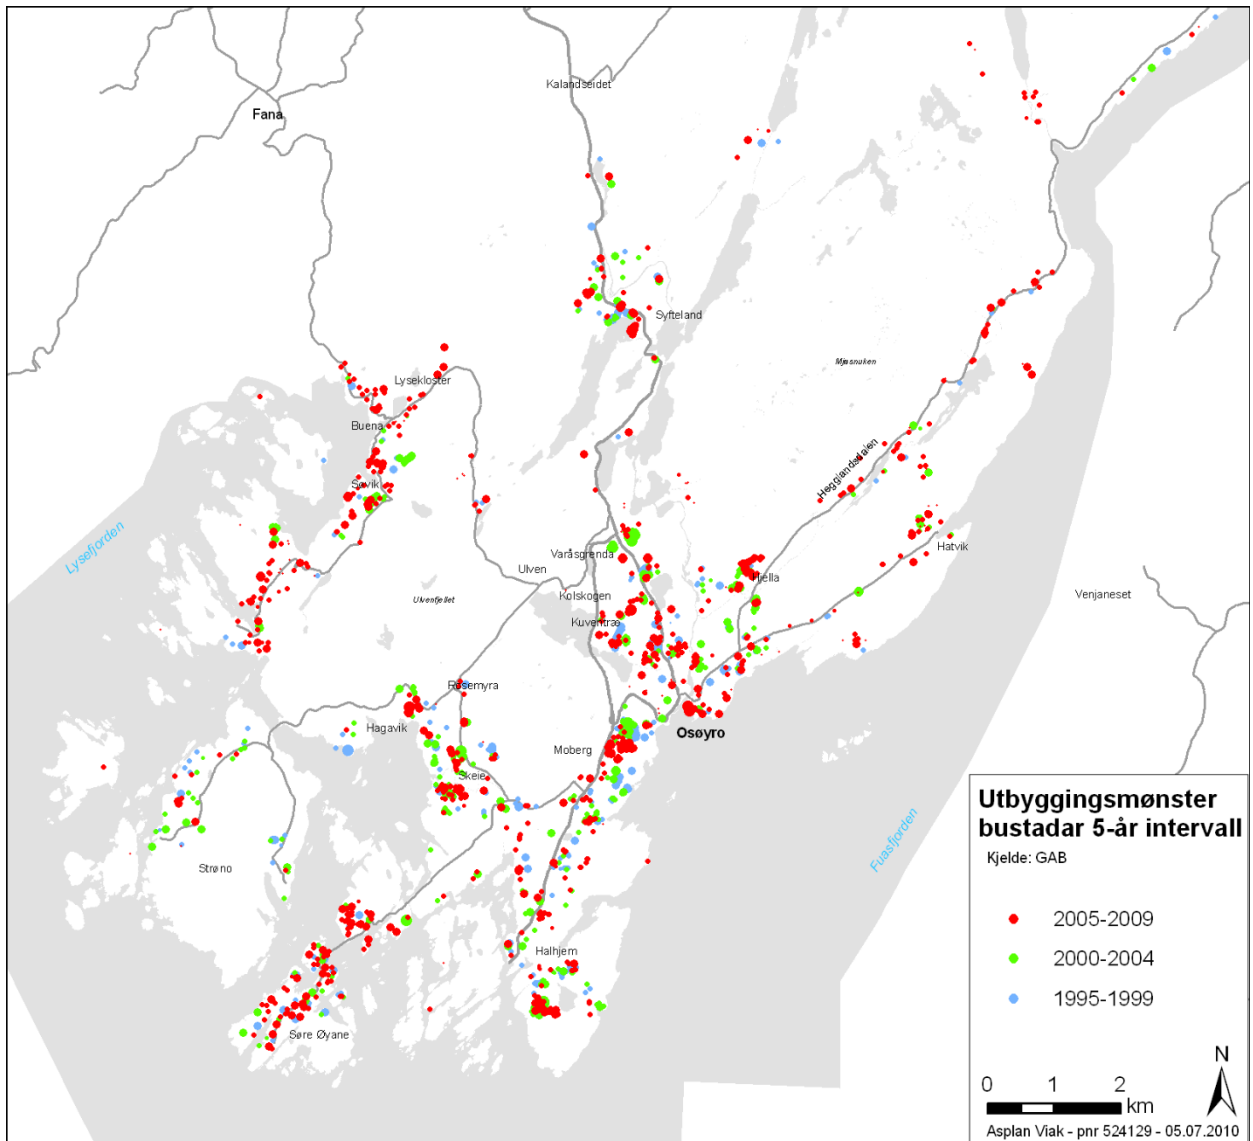 Kalandseidet
Fana
Syfteland
Mjøsnuken
Lysekloster
Buena
Hegglandsdalen
Søvik
Lysefjorden
Varåsgrenda
Hatvik
Ulven
Hjella
Kolskogen
Venjaneset
Ulvenfjellet
Kuventræ
Røsemyra
Hagavik
Osøyro
Moberg
Skeie
Fuasfjorden
Strøno
Halhjem
Søre Øyane
Utbyggingsmønster
bustadar 5-år intervall
Kjelde: GAB
2005-2009
2000-2004
1995-1999
N
0 1 2
km
Asplan Viak - pnr 524129 - 05.07.2010